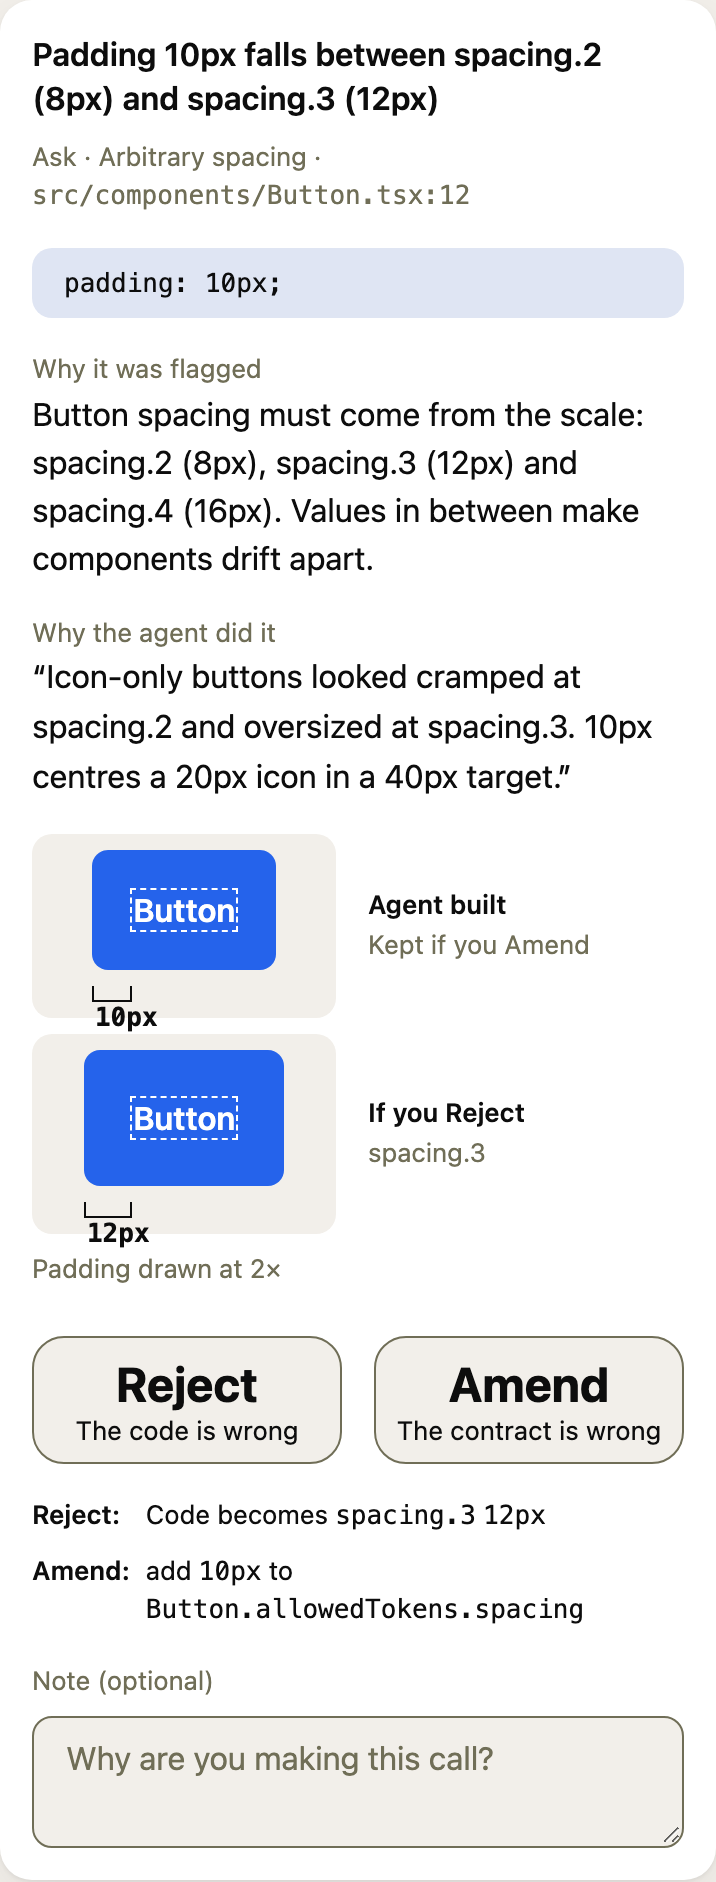 Padding 10px falls between spacing.2
(8px) and spacing.3 (12px)
Ask · Arbitrary spacing ·
src/components/Button.tsx:12
padding: 10px;
Why it was flagged
Button spacing must come from the scale:
spacing.2 (8px), spacing.3 (12px) and
spacing.4 (16px). Values in between make
components drift apart.
Why the agent did it
“Icon-only buttons looked cramped at
spacing.2 and oversized at spacing.3. 10px
centres a 20px icon in a 40px target.”
Button
10px
Agent built
Kept if you Amend
Button
12px
If you Reject
spacing.3
Padding drawn at 2×
Reject
The code is wrong
Amend
The contract is wrong
Reject: Code becomes spacing.3 12px
Amend: add 10px to
Button.allowedTokens.spacing
Note (optional)
Why are you making this call?